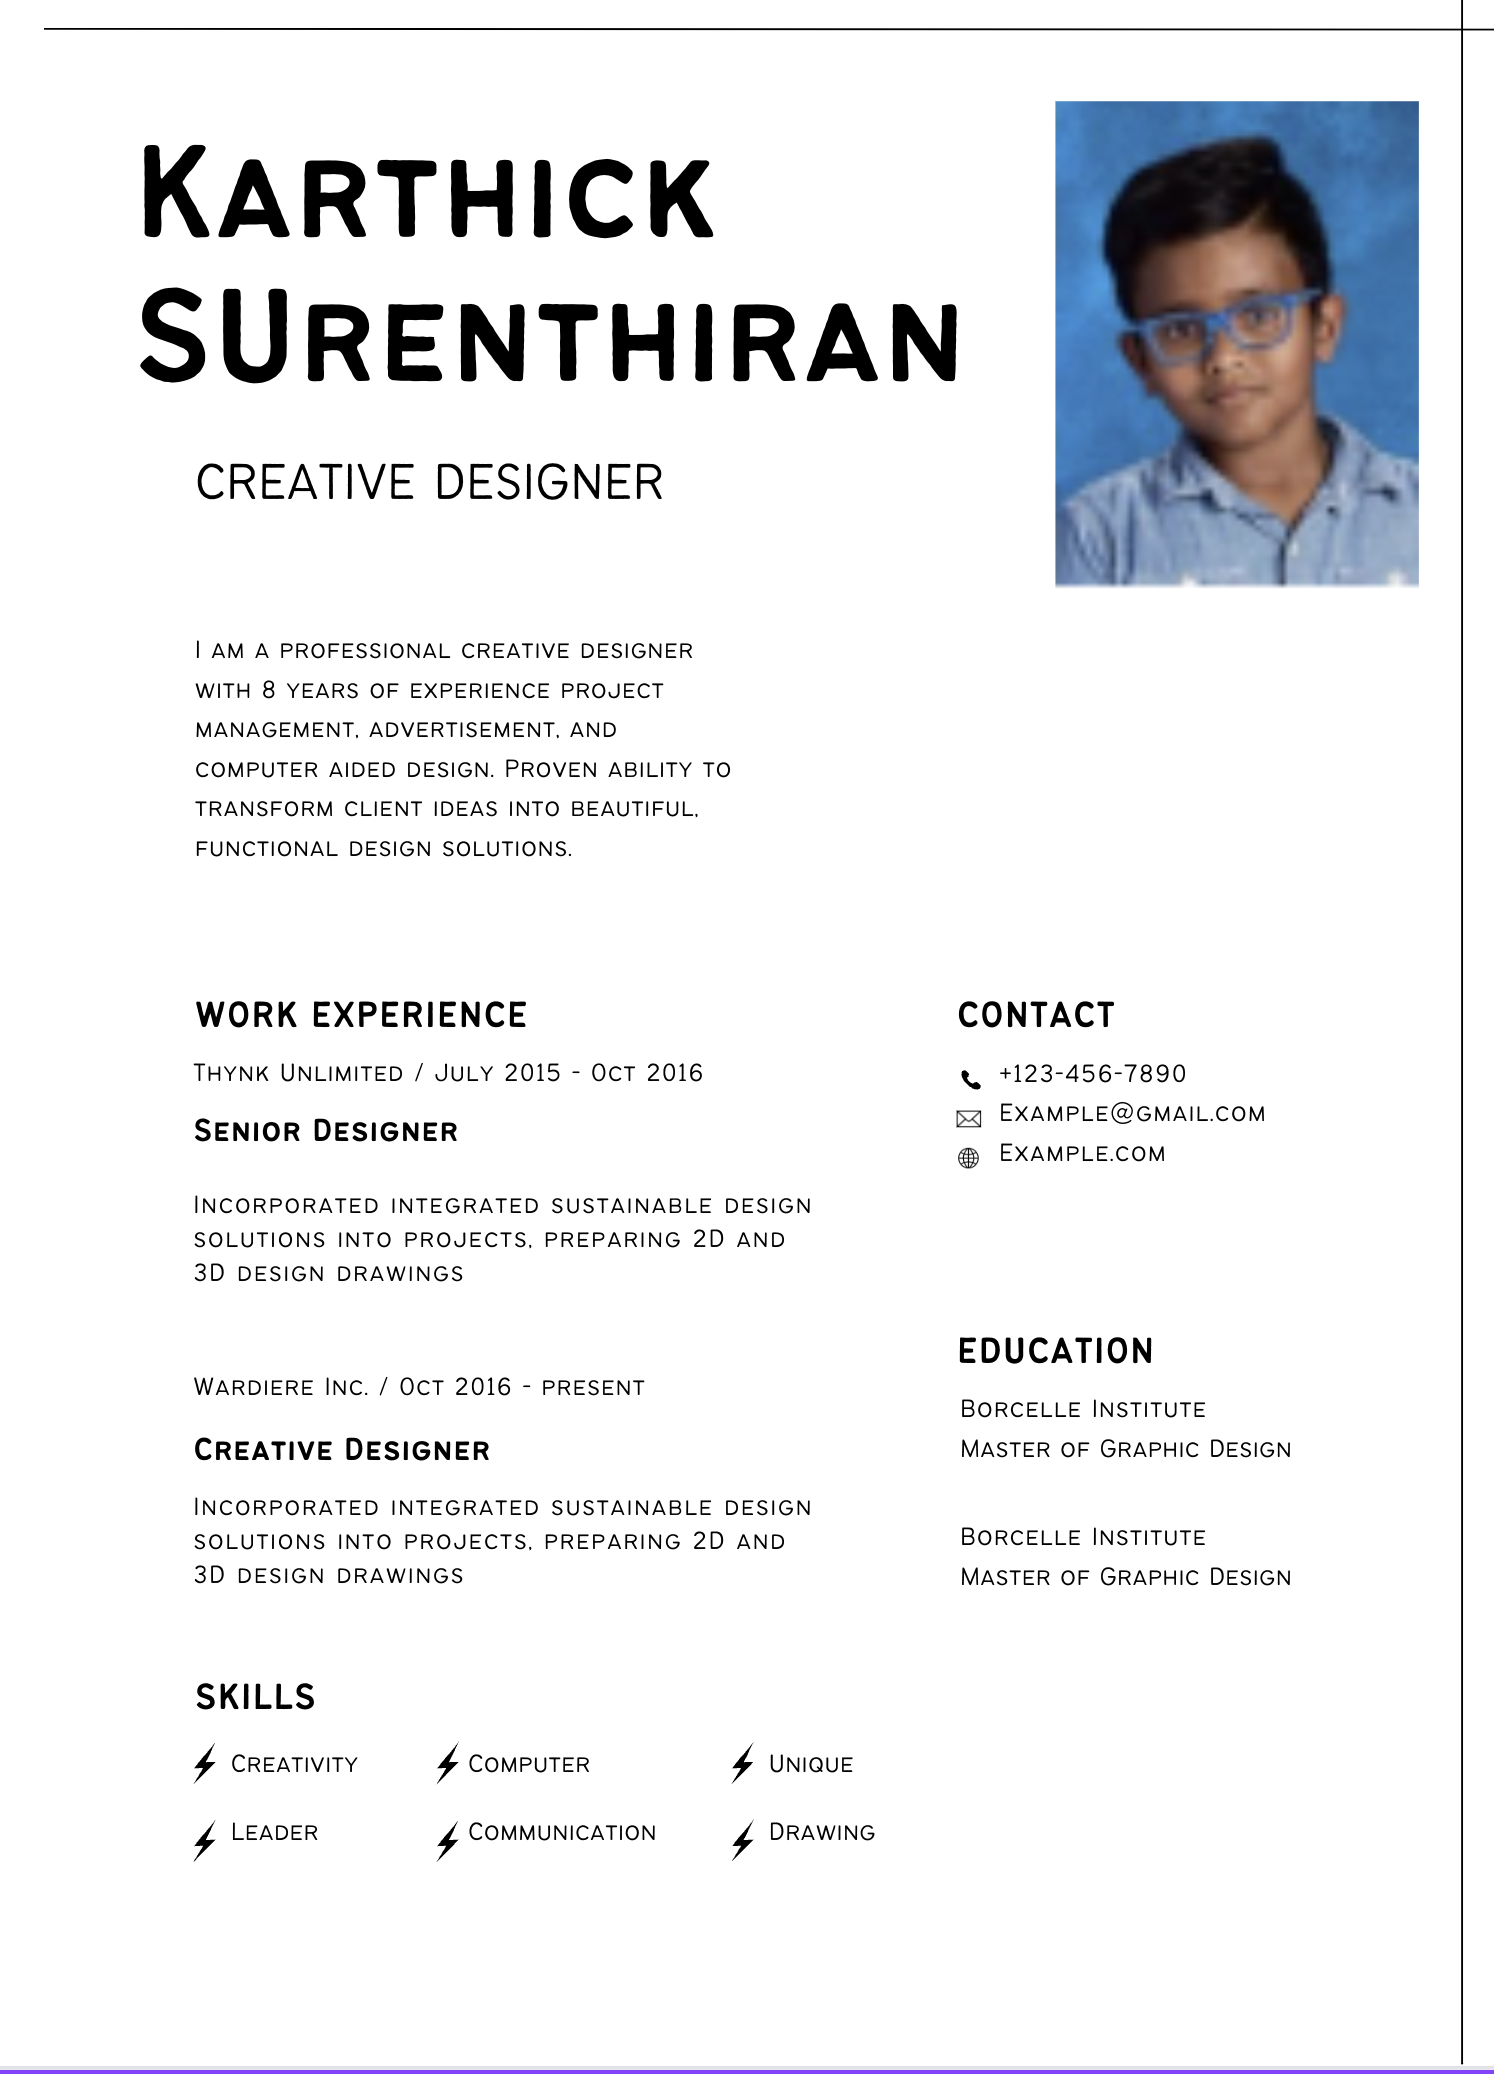 Karthick
SUrenthiran
CREATIVE DESIGNER
I am a professional creative designer
with 8 years of experience project
management, advertisement, and
computer aided design. Proven ability to
transform client ideas into beautiful,
functional design solutions.
WORK EXPERIENCE
Thynk Unlimited / July 2015 - Oct 2016
Senior Designer
Incorporated integrated sustainable design
solutions into projects, preparing 2D and
3D design drawings
Wardiere Inc. / Oct 2016 - present
Creative Designer
Incorporated integrated sustainable design
solutions into projects, preparing 2D and
3D design drawings
SKILLS
Creativity
Computer
Unique
Leader
Communication
Drawing
CONTACT
+123-456-7890
Example@gmail.com
Example.com
EDUCATION
Borcelle Institute
Master of Graphic Design
Borcelle Institute
Master of Graphic Design